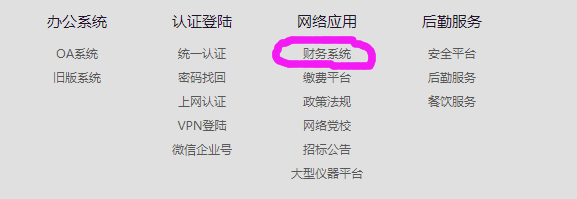 办公系统
OA系统
旧版系统
认证登陆
统一认证
密码找回
上网认证
VPN登陆
微信企业号
网络应用
财务系统
缴费平台
政策法规
网络党校
招标公告
大型仪器平台
后勤服务
安全平台
后勤服务
餐饮服务